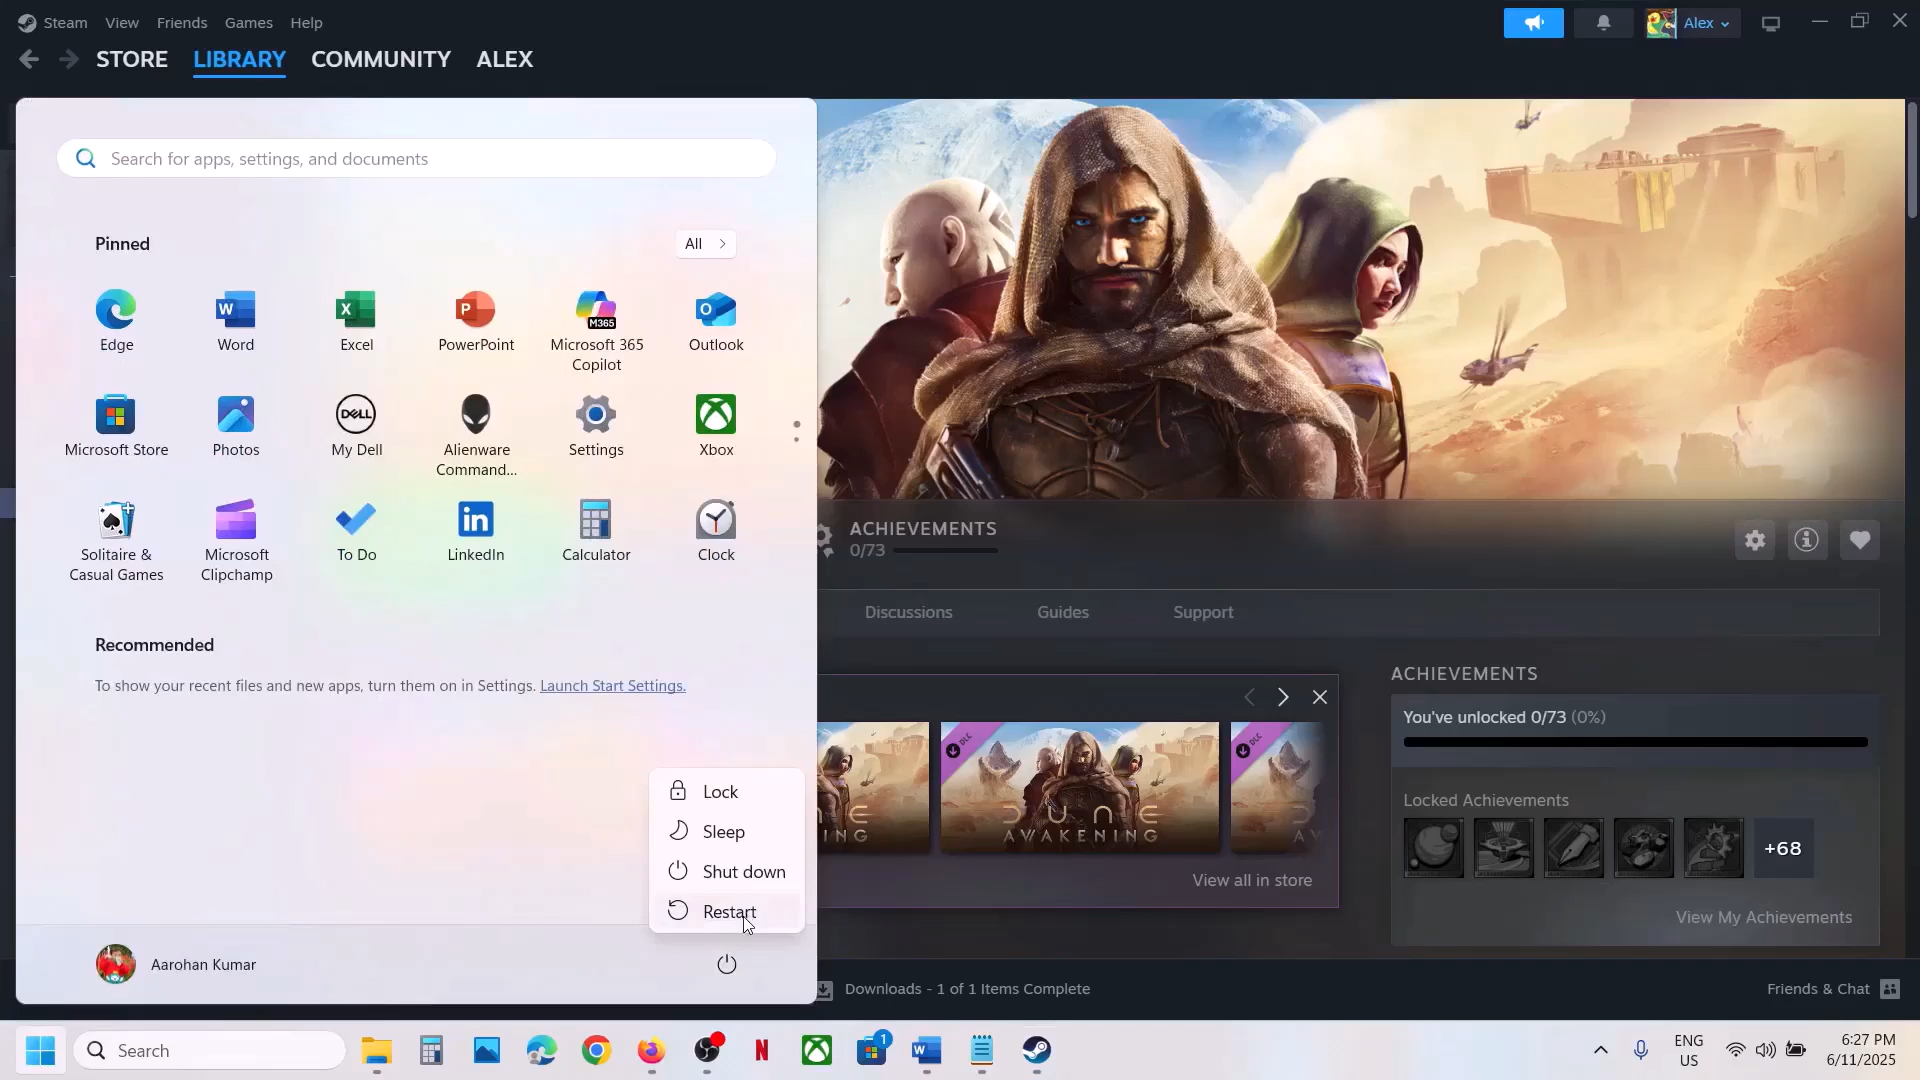 Steam View Friends Games Help
Alex
STORE LIBRARY COMMUNITY ALEX
Search for apps, settings, and documents
Pinned
All
Edge
Word
Excel
PowerPoint
Microsoft 365
Copilot
Outlook
M365
Microsoft Store
Photos
My Dell
Alienware
Command...
Settings
Xbox
DELL
Solitaire &
Casual Games
Microsoft
Clipchamp
To Do
LinkedIn
Calculator
Clock
Recommended
To show your recent files and new apps, turn them on in Settings. Launch Start Settings.
Lock
Sleep
Shut down
Restart
Aarohan Kumar
ACHIEVEMENTS
0/73
Discussions
Guides
Support
DLC
DUNE
AWAKENING
DLC
View all in store
ACHIEVEMENTS
You've unlocked 0/73 (0%)
Locked Achievements
+68
View My Achievements
Downloads - 1 of 1 Items Complete
Friends & Chat
Search
1
ENG
US
6:27 PM
6/11/2025